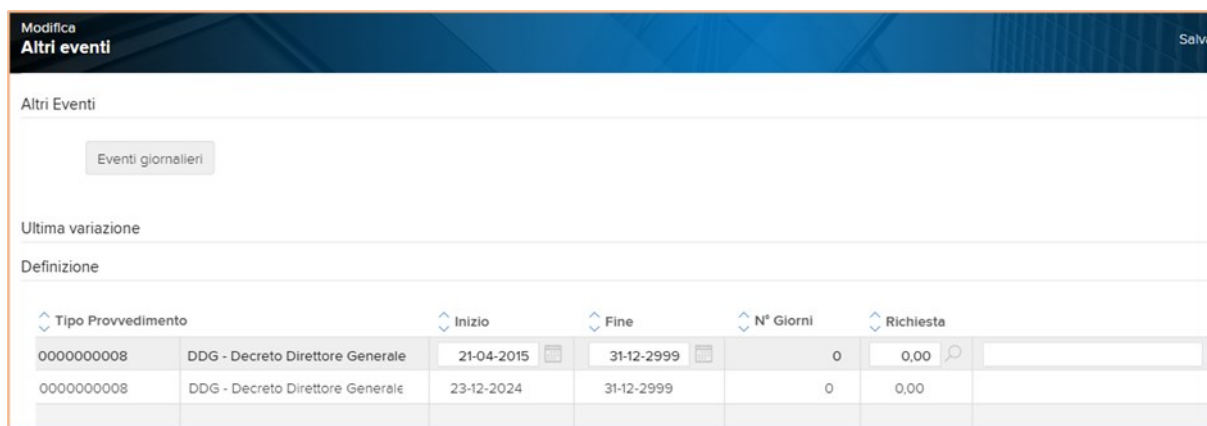 Modifica
Altri eventi
Salva
Altri Eventi
Eventi giornalieri
Ultima variazione
Definizione
Tipo Provvedimento Inizio Fine N° Giorni Richiesta
0000000008 DDG - Decreto Direttore Generale 21-04-2015 31-12-2999 0 0,00
0000000008 DDG - Decreto Direttore Generale 23-12-2024 31-12-2999 0 0,00